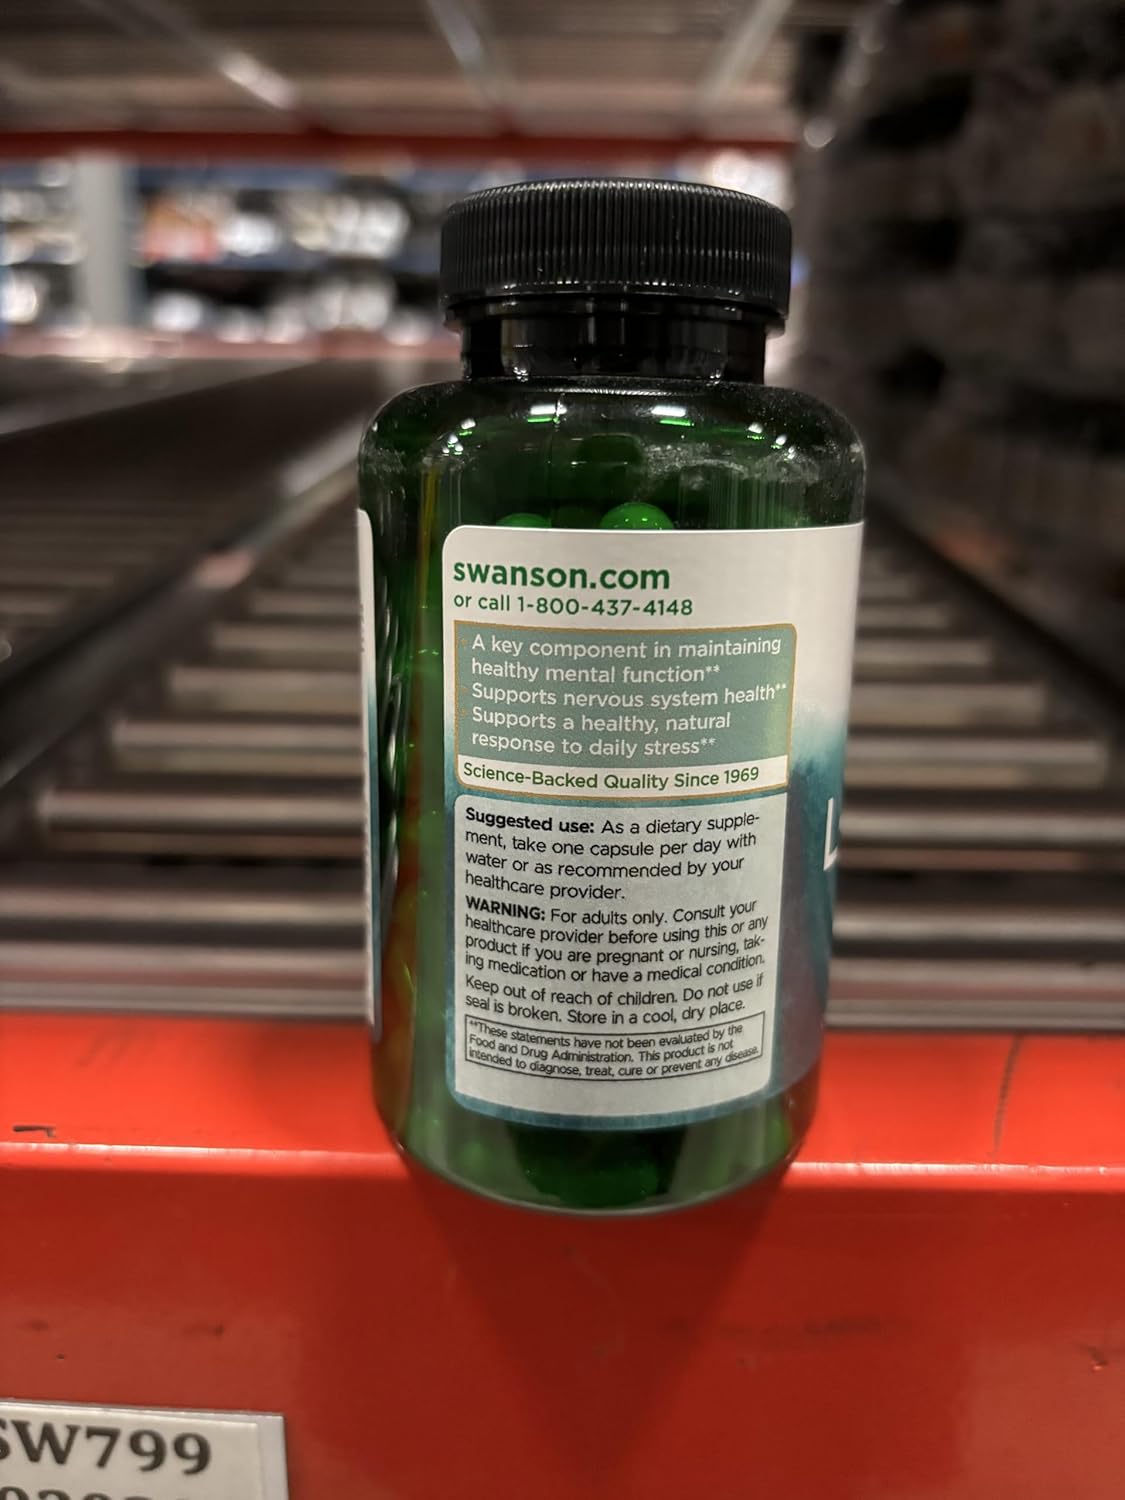 swanson.com
or call 1-800-437-4148
A key component in maintaining
healthy mental function**
Supports nervous system health**
Supports a healthy, natural
response to daily stress**
Science-Backed Quality Since 1969
Suggested use: As a dietary supple-
ment, take one capsule per day with
water or as recommended by your
healthcare provider.
WARNING: For adults only. Consult your
healthcare provider before using this or any
product if you are pregnant or nursing, tak-
ing medication or have a medical condition.
Keep out of reach of children. Do not use if
seal is broken. Store in a cool, dry place.
**These statements have not been evaluated by the
Food and Drug Administration. This product is not
intended to diagnose, treat, cure or prevent any disease.
L
SW799